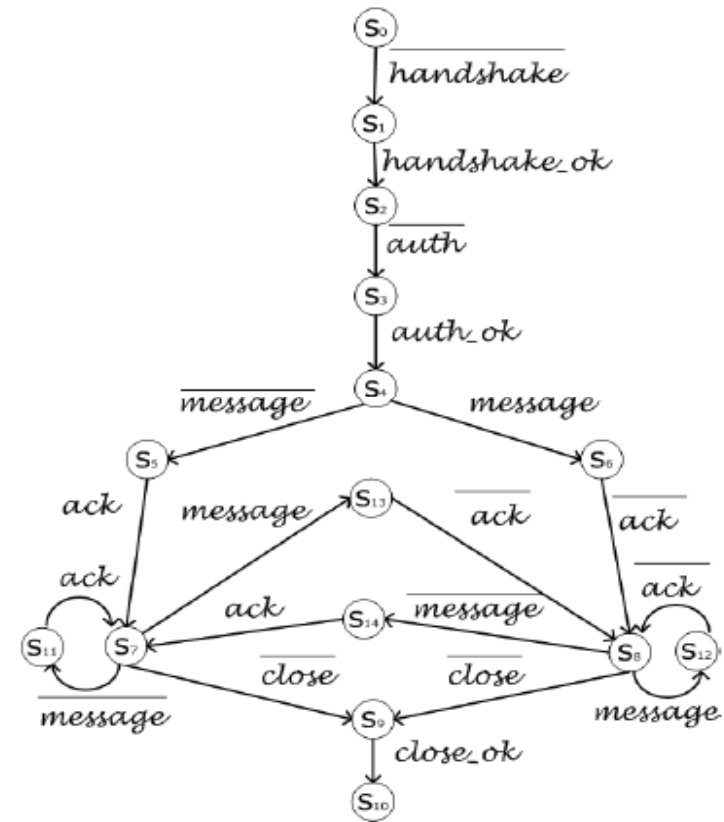 S₀
handshake
S₁
handshake_ok
S₂
auth
S₃
auth_ok
S₄
message message
S₅ S₆
ack message S₁₃ ack ack
ack ack
S₁₁ S₇ ack S₁₄ message S₈ S₁₂
message close close message
S₉
close_ok
S₁₀